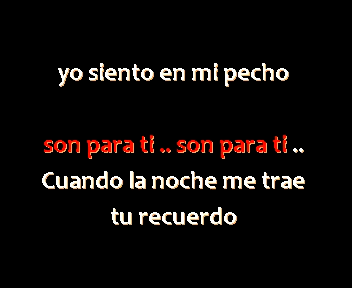 yo siento en mi pecho
son para ti .. son para ti ..
Cuando la noche me trae
tu recuerdo